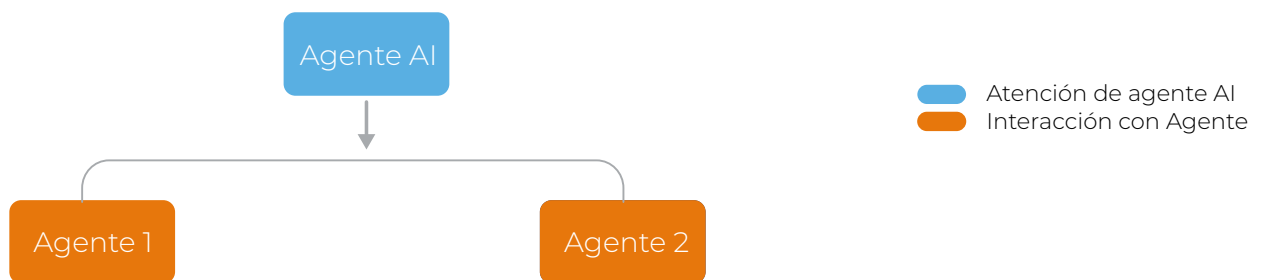 Agente AI
Atención de agente AI
Interacción con Agente
Agente 1
Agente 2